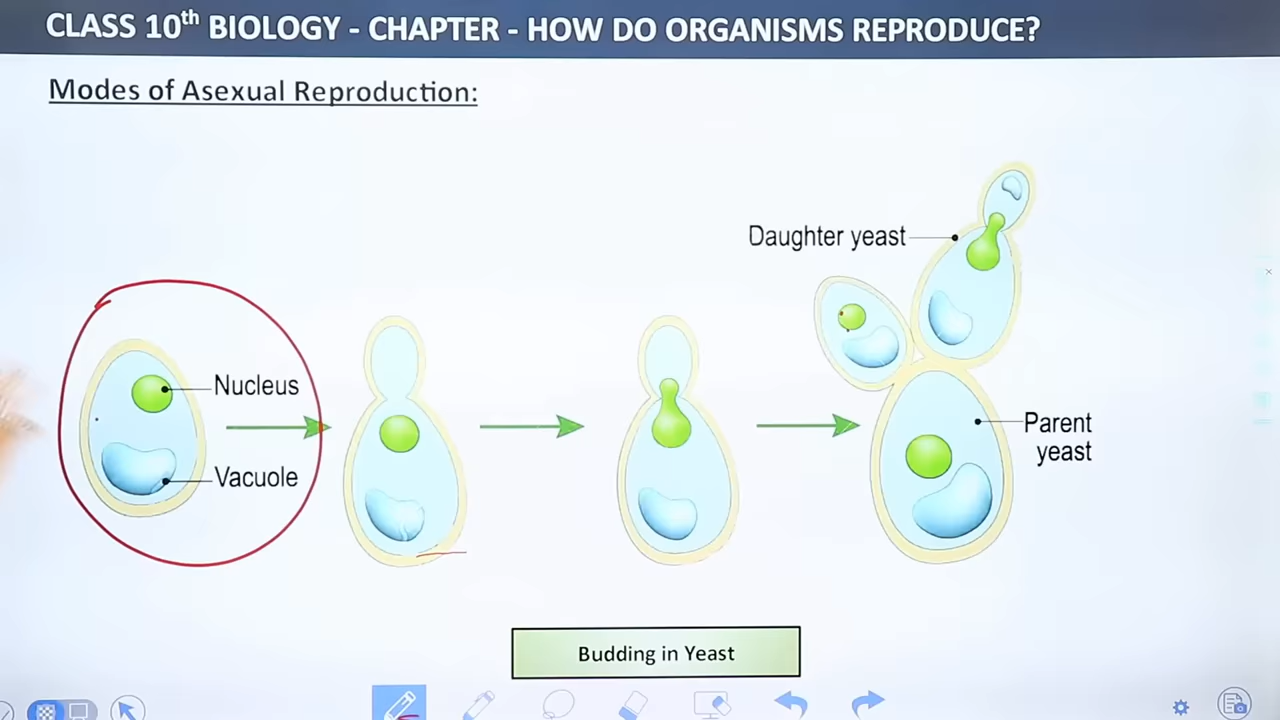 CLASS 10th BIOLOGY - CHAPTER - HOW DO ORGANISMS REPRODUCE?
Modes of Asexual Reproduction:
Daughter yeast
Nucleus
Vacuole
Parent
yeast
Budding in Yeast